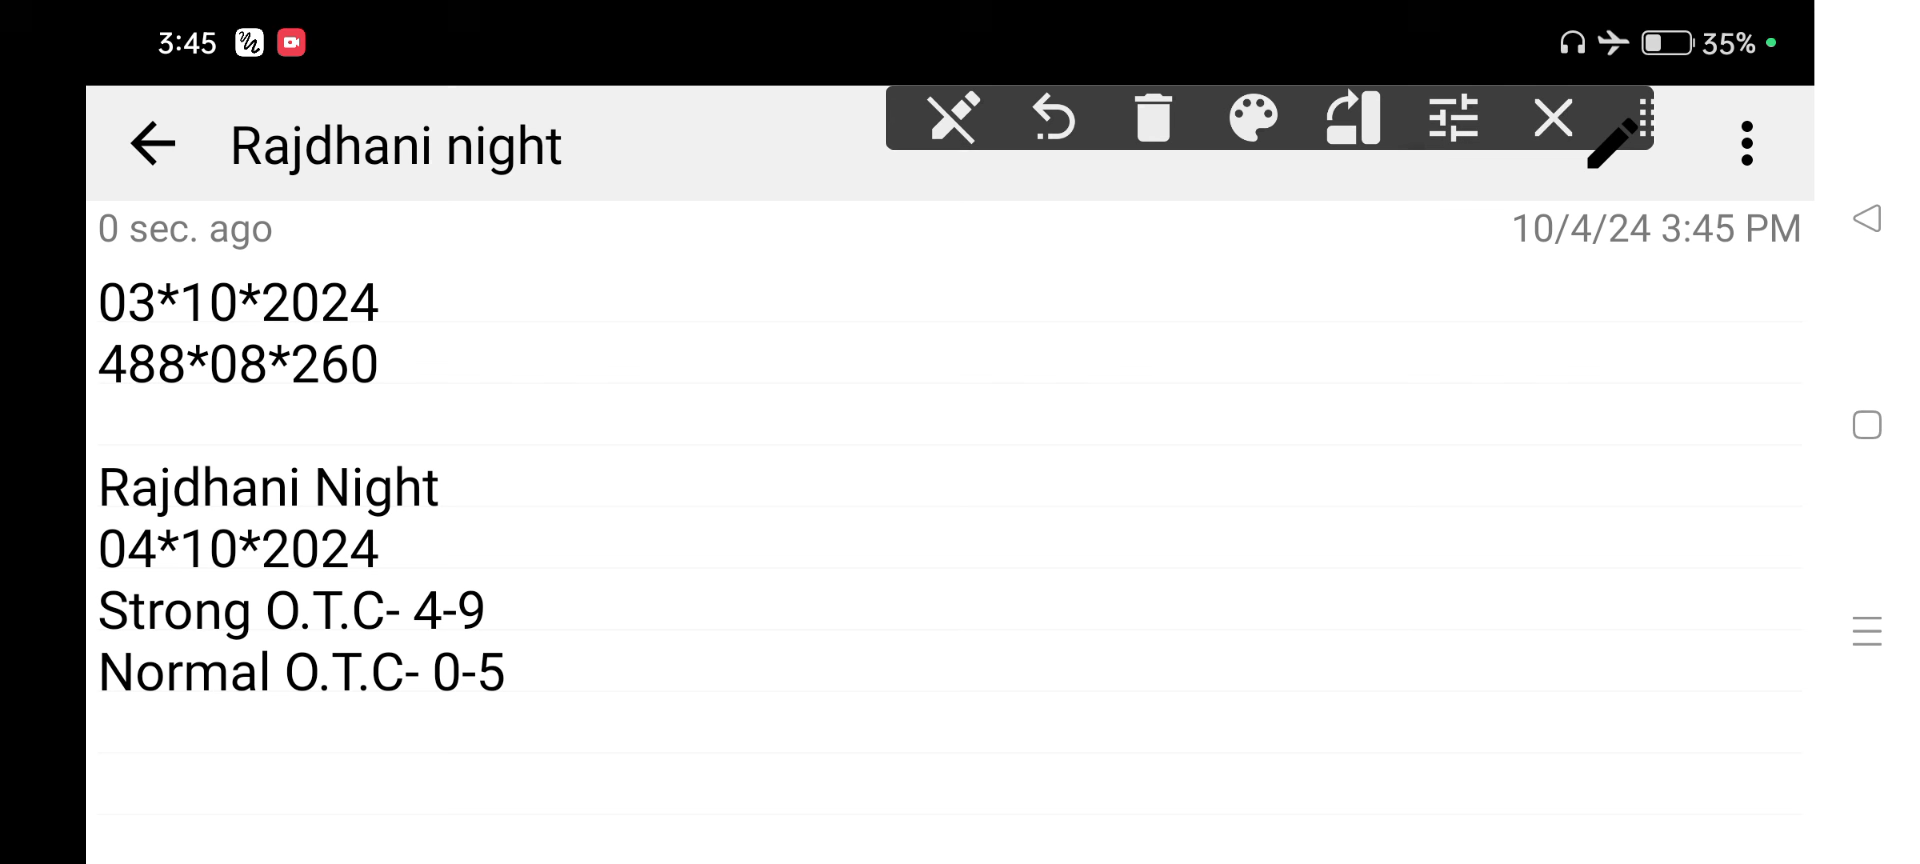 3:45
35%
Rajdhani night
0 sec. ago
10/4/24 3:45 PM
03*10*2024
488*08*260
Rajdhani Night
04*10*2024
Strong O.T.C- 4-9
Normal O.T.C- 0-5